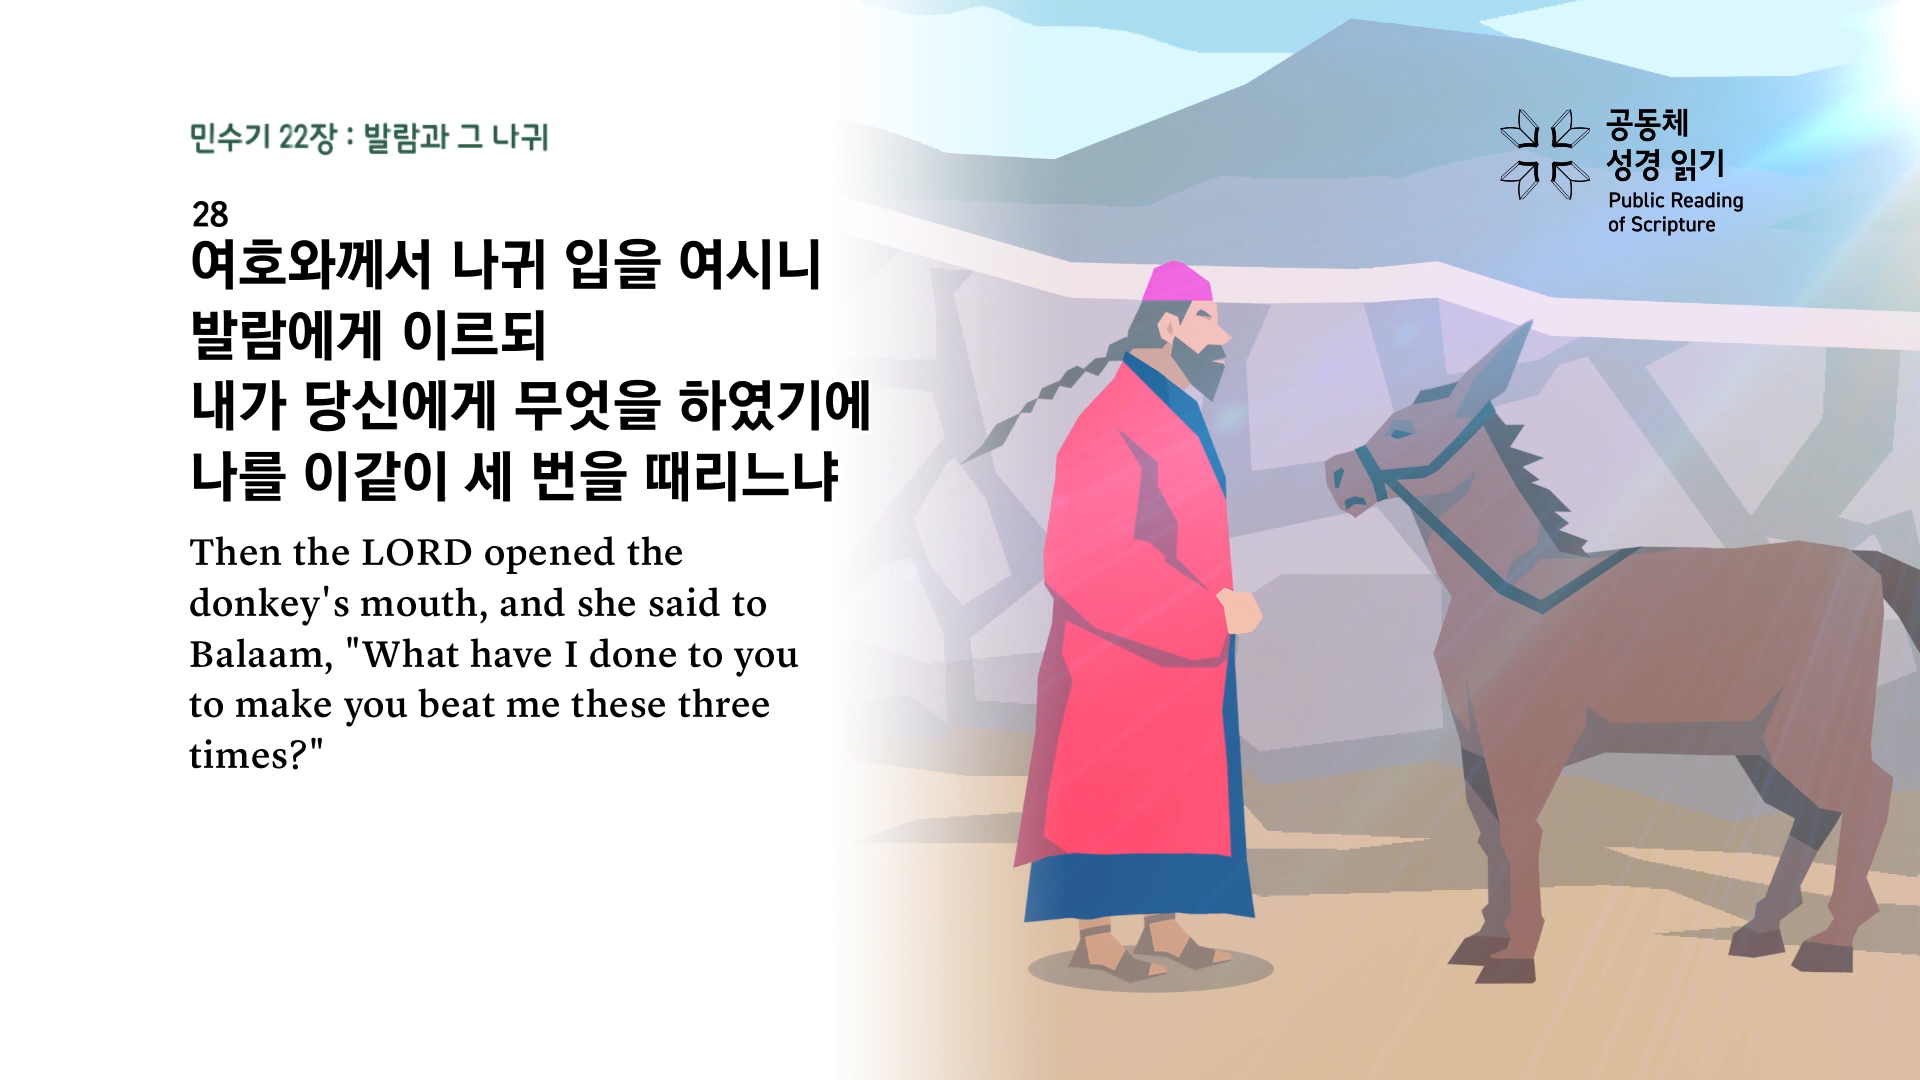 민수기 22장 : 발람과 그 나귀
28
여호와께서 나귀 입을 여시니
발람에게 이르되
내가 당신에게 무엇을 하였기에
나를 이같이 세 번을 때리느냐
Then the LORD opened the
donkey's mouth, and she said to
Balaam, "What have I done to you
to make you beat me these three
times?"
공동체
성경 읽기
Public Reading
of Scripture